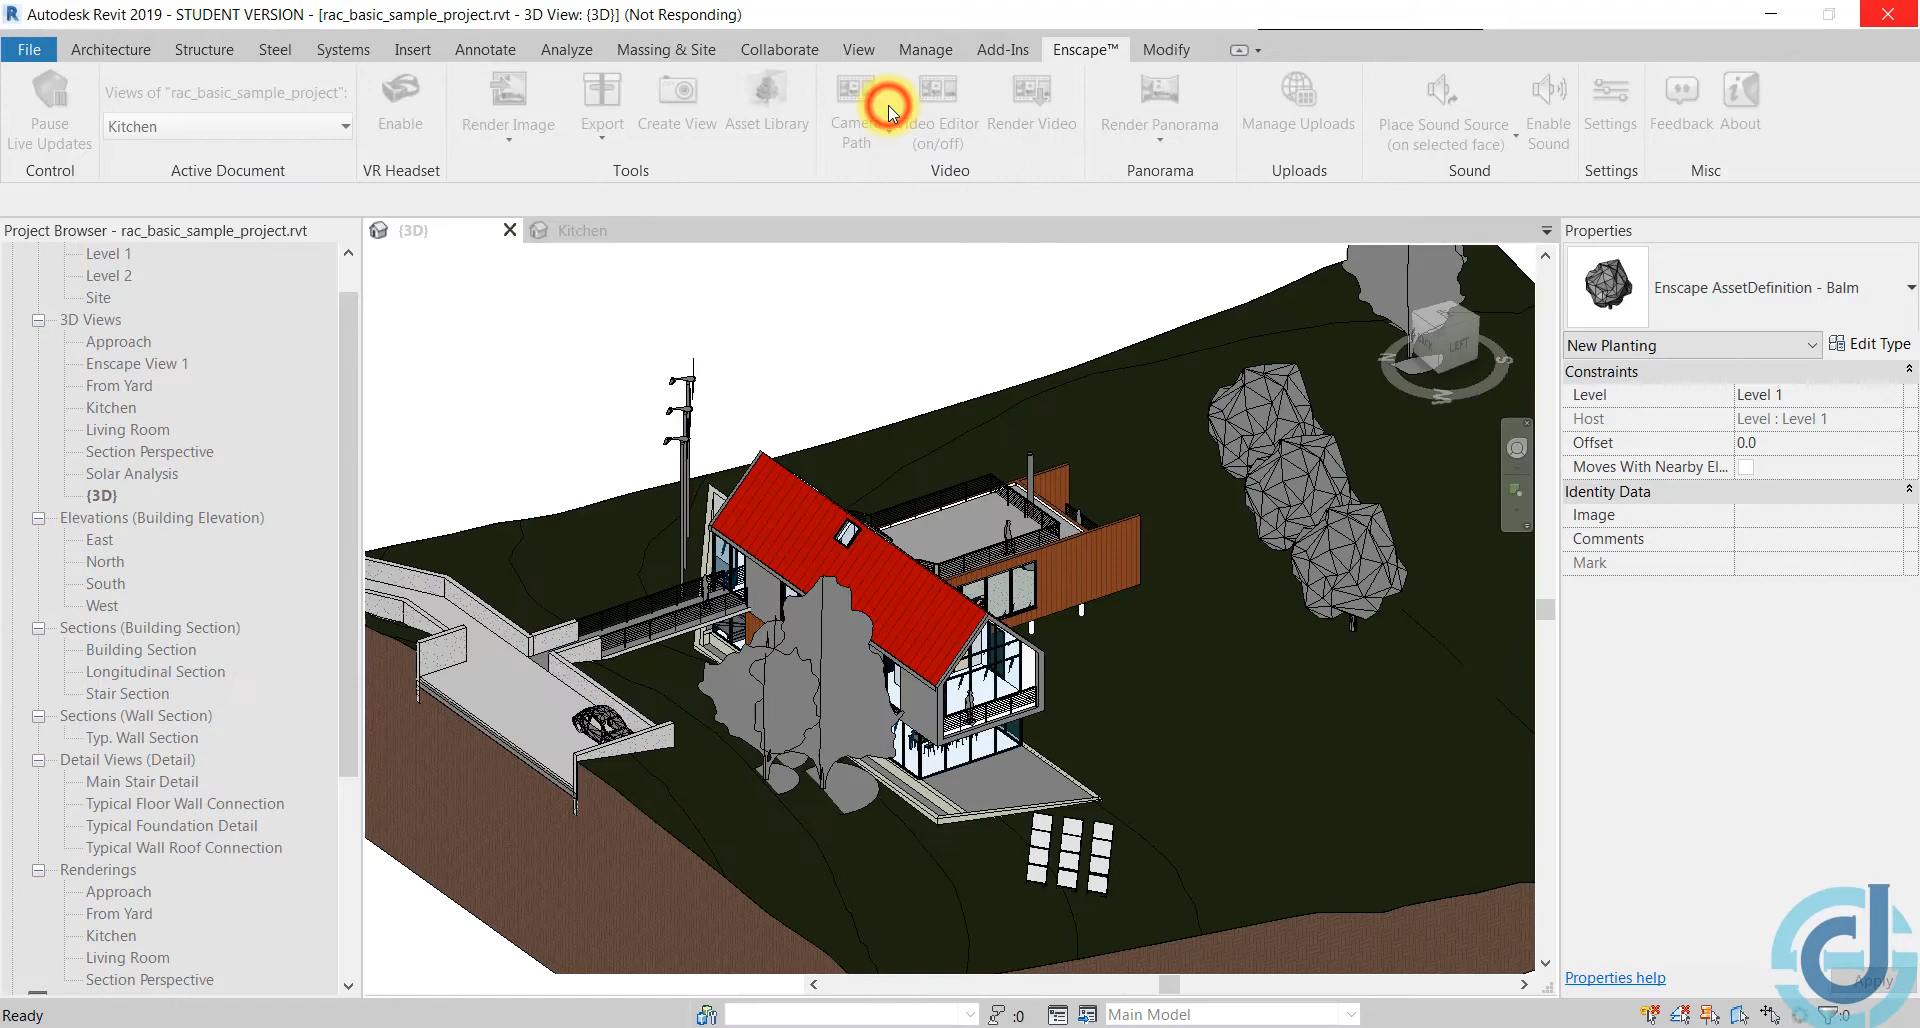 Autodesk Revit 2019 - STUDENT VERSION - [rac_basic_sample_project.rvt - 3D View: {3D}] (Not Responding)
File Architecture Structure Steel Systems Insert Annotate Analyze Massing & Site Collaborate View Manage Add-Ins Enscape™ Modify
Views of "rac_basic_sample_project":
Kitchen
Pause
Live Updates
Enable
Render Image
Export
Create View
Asset Library
Path
Video Editor
(on/off)
Render Video
Render Panorama
Manage Uploads
Place Sound Source
(on selected face)
Enable
Sound
Settings
Feedback
About
Control Active Document VR Headset Tools Video Panorama Uploads Sound Settings Misc
Project Browser - rac_basic_sample_project.rvt
Level 1
Level 2
Site
3D Views
Approach
Enscape View 1
From Yard
Kitchen
Living Room
Section Perspective
Solar Analysis
{3D}
Elevations (Building Elevation)
East
North
South
West
Sections (Building Section)
Building Section
Longitudinal Section
Stair Section
Sections (Wall Section)
Typ. Wall Section
Detail Views (Detail)
Main Stair Detail
Typical Floor Wall Connection
Typical Foundation Detail
Typical Wall Roof Connection
Renderings
Approach
From Yard
Kitchen
Living Room
Section Perspective
{3D} Kitchen
LEFT
N S W
Properties
Enscape AssetDefinition - Balm
New Planting Edit Type
Constraints
Level Level 1
Host Level : Level 1
Offset 0.0
Moves With Nearby El...
Identity Data
Image
Comments
Mark
Properties help
Apply
Ready
:0
Main Model
:0